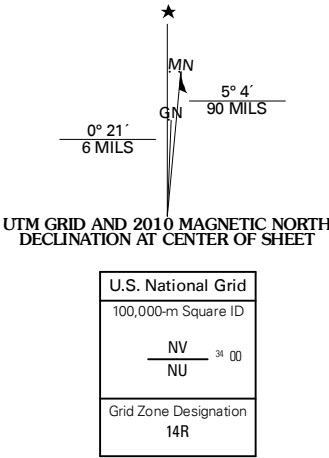 MN
GN
5° 4´
90 MILS
0° 21´
6 MILS
UTM GRID AND 2010 MAGNETIC NORTH
DECLINATION AT CENTER OF SHEET
U.S. National Grid
100,000-m Square ID
NV
34 00
NU
Grid Zone Designation
14R